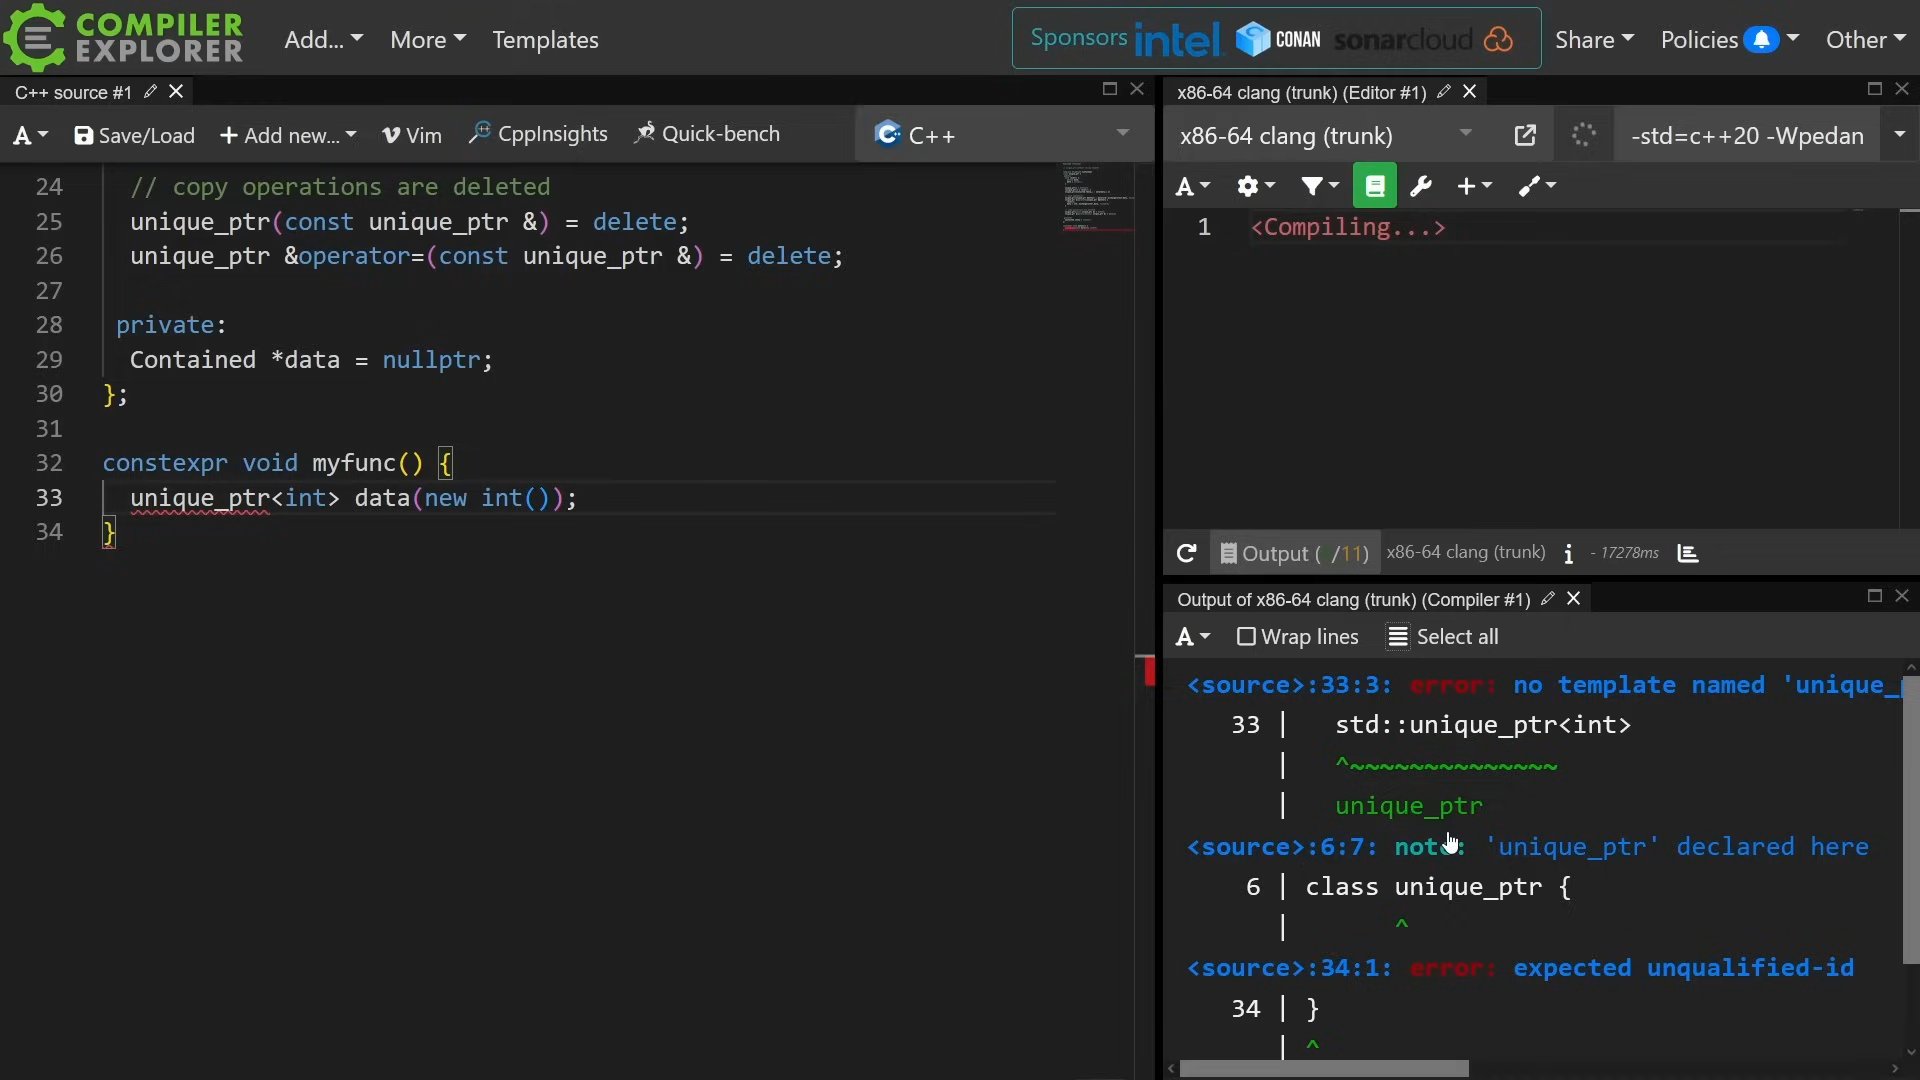 COMPILER
EXPLORER
Add...
More
Templates
Sponsors intel. CONAN sonarcloud
Share
Policies
Other
C++ source #1
A
Save/Load
+ Add new...
Vim
CppInsights
Quick-bench
C++
24 // copy operations are deleted
25 unique_ptr(const unique_ptr &) = delete;
26 unique_ptr &operator=(const unique_ptr &) = delete;
27
28 private:
29 Contained *data = nullptr;
30 };
31
32 constexpr void myfunc() {
33 unique_ptr<int> data(new int());
34 }
x86-64 clang (trunk) (Editor #1)
x86-64 clang (trunk)
-std=c++20 -Wpedan
A
1 <Compiling...>
Output ( /11) x86-64 clang (trunk) i - 17278ms
Output of x86-64 clang (trunk) (Compiler #1)
A
Wrap lines
Select all
<source>:33:3: error: no template named 'unique_
33 | std::unique_ptr<int>
| ^~~~~~~~~~~~~~~
| unique_ptr
<source>:6:7: note: 'unique_ptr' declared here
6 | class unique_ptr {
| ^
<source>:34:1: error: expected unqualified-id
34 | }
| ^